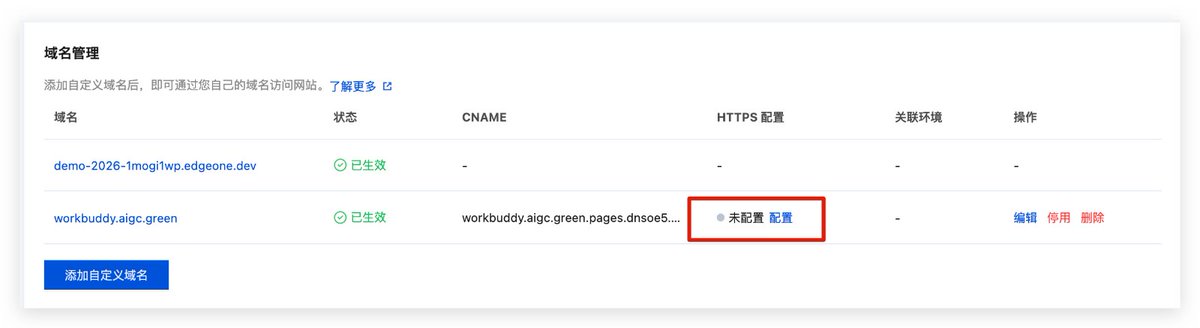 域名管理
添加自定义域名后，即可通过您自己的域名访问网站。了解更多
域名 状态 CNAME HTTPS 配置 关联环境 操作
demo-2026-1mogi1wp.edgeone.dev 已生效 - - - -
workbuddy.aigc.green 已生效 workbuddy.aigc.green.pages.dnsoe5.... 未配置 配置 - 编辑 停用 删除
添加自定义域名